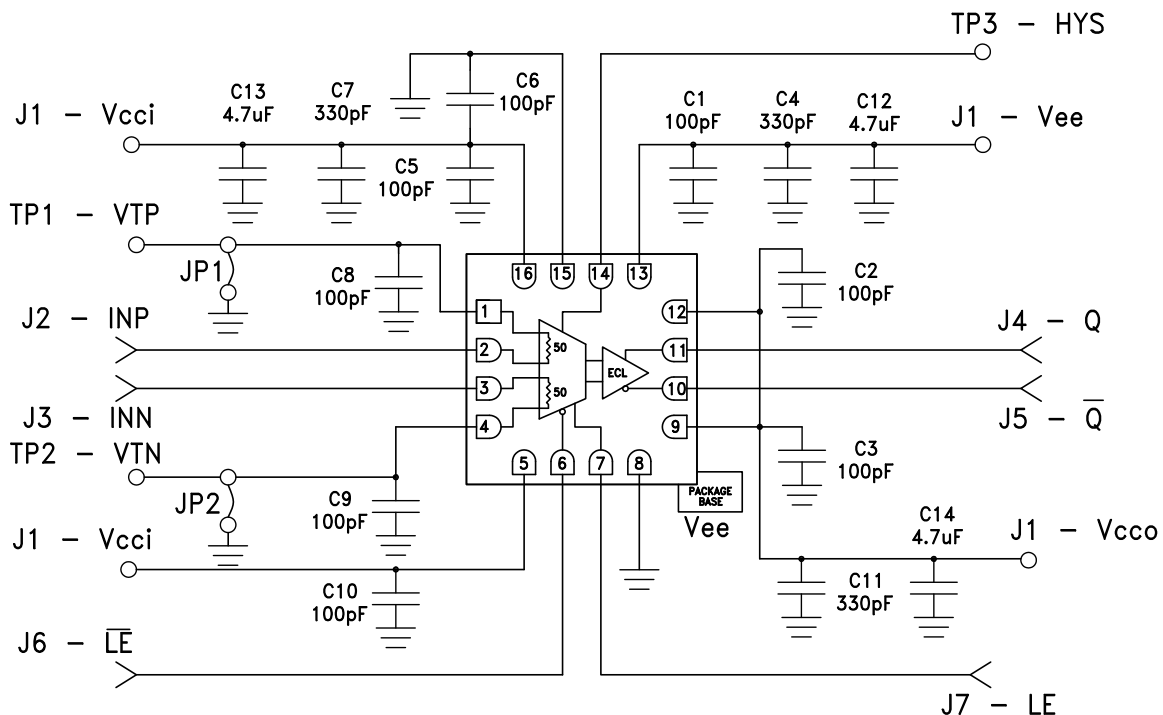 TP3 - HYS
C6
100pF
C13
4.7uF
C7
330pF
C1
100pF
C4
330pF
C12
4.7uF
J1 - Vcci
J1 - Vee
C5
100pF
TP1 - VTP
JP1
C8
100pF
16
15
14
13
C2
100pF
J2 - INP
1
12
J4 - Q
2
50
11
ECL
3
50
10
J3 - INN
J5 - Q̅
4
9
TP2 - VTN
5
6
7
8
C3
100pF
JP2
C9
100pF
PACKAGE
BASE
Vee
C14
4.7uF
J1 - Vcci
J1 - Vcco
C10
100pF
C11
330pF
J6 - L̅E̅
J7 - LE